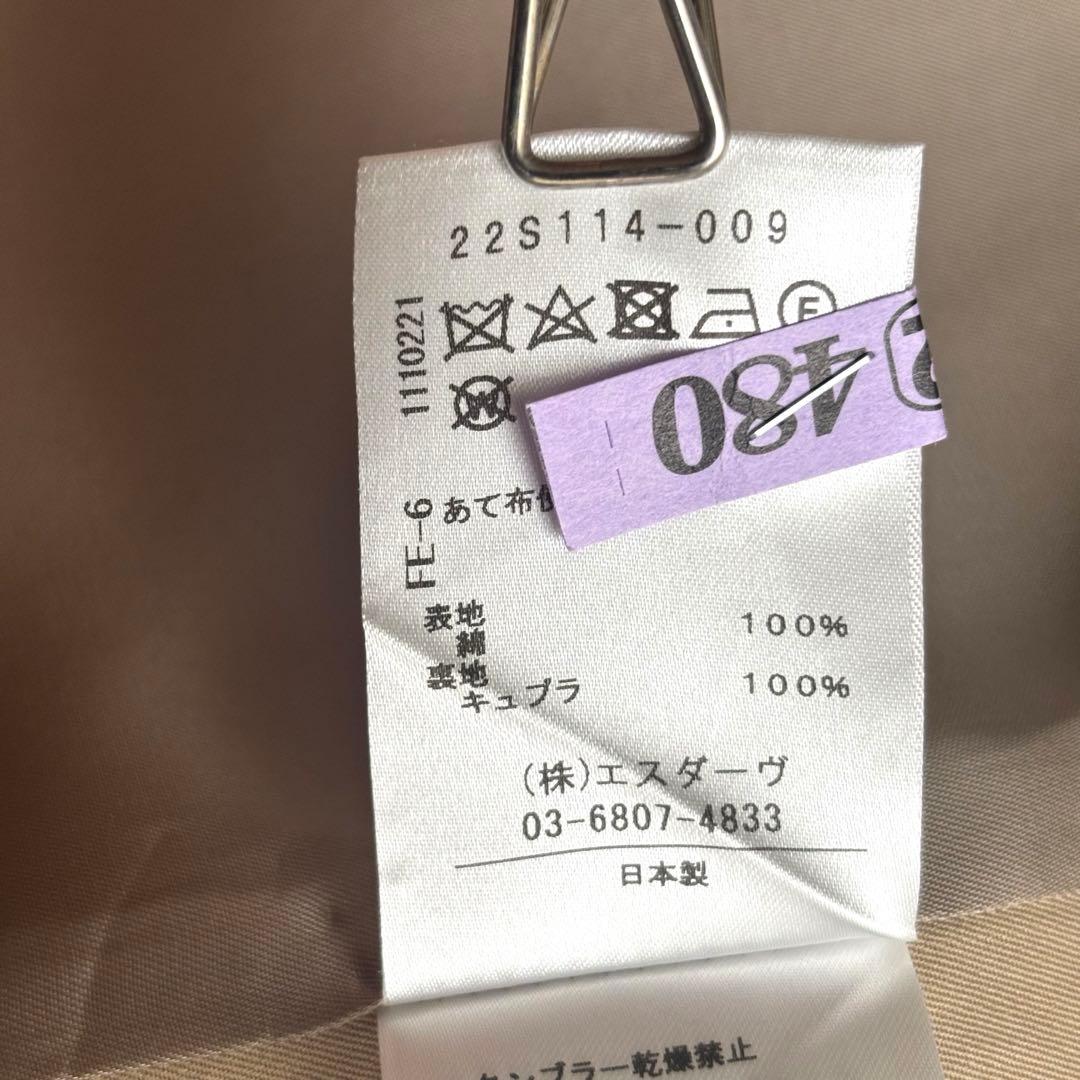 22S114-009
1110221
F
W
480
FE-6
あて布
表地
綿 100%
裏地
キュプラ 100%
(株)エスダーヴ
03-6807-4833
日本製
タンブラー乾燥禁止